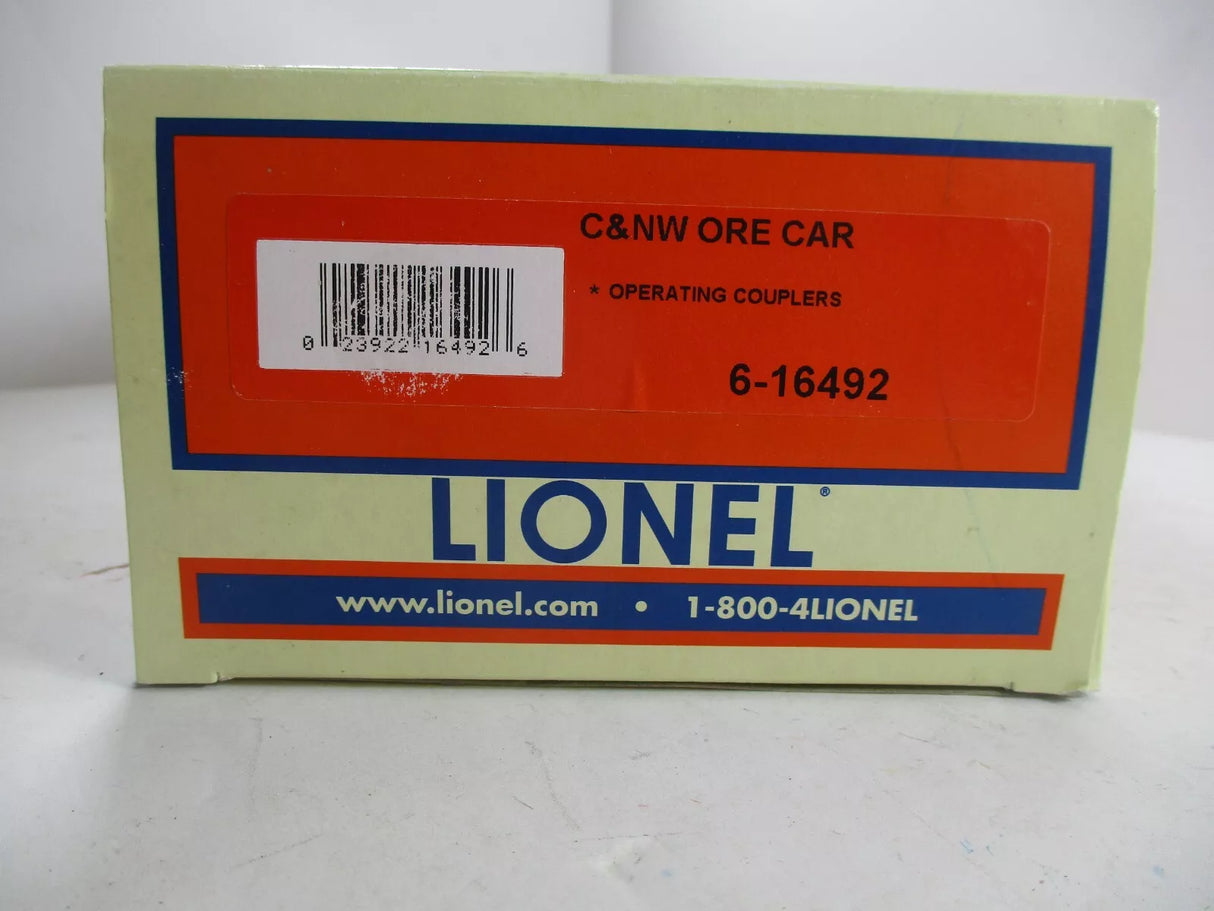 C&NW ORE CAR
* OPERATING COUPLERS
0 23922 16492 6
6-16492
LIONEL®
www.lionel.com • 1-800-4LIONEL